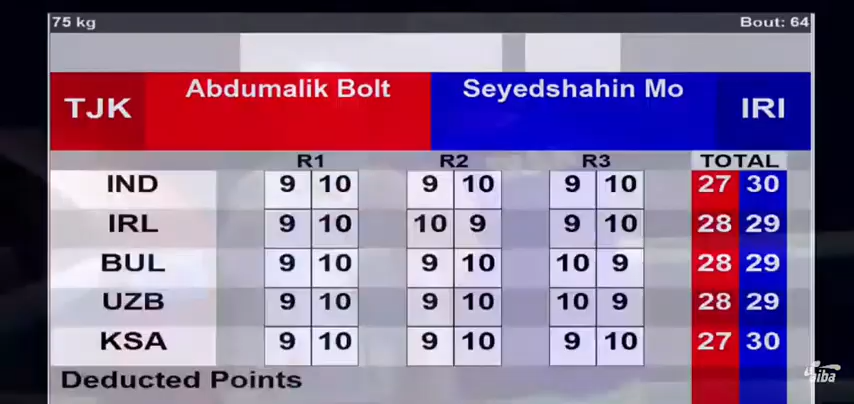 75 kg Bout: 64
TJK Abdumalik Bolt Seyedshahin Mo IRI
R1 R2 R3 TOTAL
IND 9 10 9 10 9 10 27 30
IRL 9 10 10 9 9 10 28 29
BUL 9 10 9 10 10 9 28 29
UZB 9 10 9 10 10 9 28 29
KSA 9 10 9 10 9 10 27 30
Deducted Points
aiba